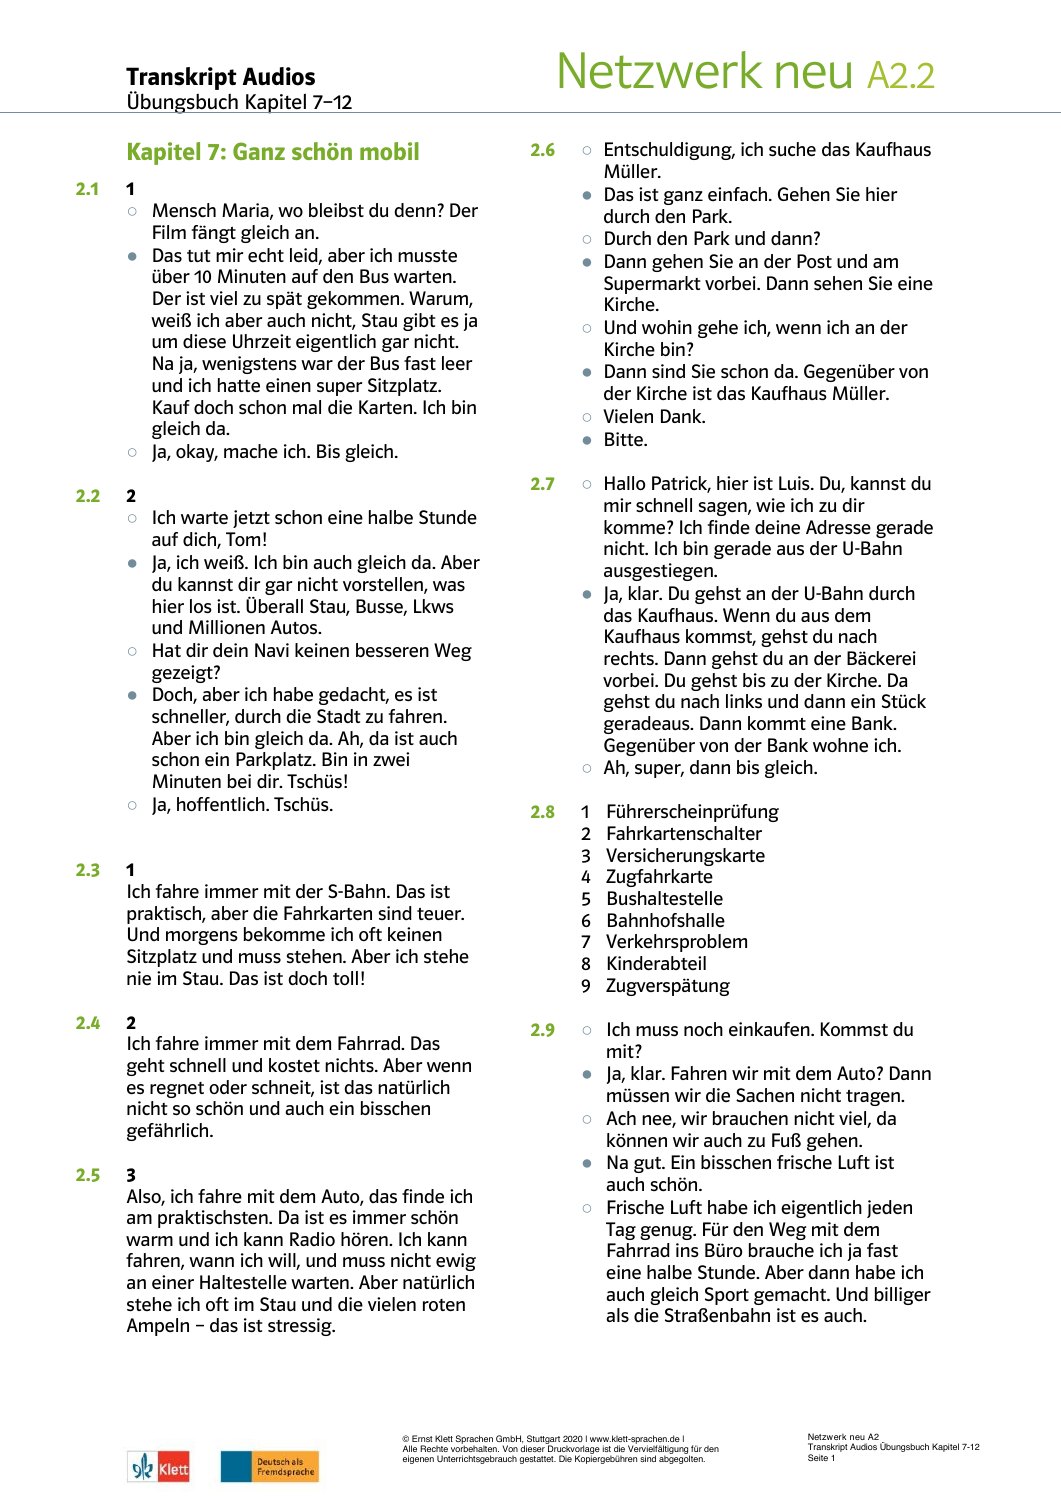 Transkript Audios
Übungsbuch Kapitel 7–12
Netzwerk neu A2.2
Kapitel 7: Ganz schön mobil
2.1 1
○ Mensch Maria, wo bleibst du denn? Der
Film fängt gleich an.
● Das tut mir echt leid, aber ich musste
über 10 Minuten auf den Bus warten.
Der ist viel zu spät gekommen. Warum,
weiß ich aber auch nicht, Stau gibt es ja
um diese Uhrzeit eigentlich gar nicht.
Na ja, wenigstens war der Bus fast leer
und ich hatte einen super Sitzplatz.
Kauf doch schon mal die Karten. Ich bin
gleich da.
○ Ja, okay, mache ich. Bis gleich.
2.2 2
○ Ich warte jetzt schon eine halbe Stunde
auf dich, Tom!
● Ja, ich weiß. Ich bin auch gleich da. Aber
du kannst dir gar nicht vorstellen, was
hier los ist. Überall Stau, Busse, Lkws
und Millionen Autos.
○ Hat dir dein Navi keinen besseren Weg
gezeigt?
● Doch, aber ich habe gedacht, es ist
schneller, durch die Stadt zu fahren.
Aber ich bin gleich da. Ah, da ist auch
schon ein Parkplatz. Bin in zwei
Minuten bei dir. Tschüs!
○ Ja, hoffentlich. Tschüs.
2.3 1
Ich fahre immer mit der S-Bahn. Das ist
praktisch, aber die Fahrkarten sind teuer.
Und morgens bekomme ich oft keinen
Sitzplatz und muss stehen. Aber ich stehe
nie im Stau. Das ist doch toll!
2.4 2
Ich fahre immer mit dem Fahrrad. Das
geht schnell und kostet nichts. Aber wenn
es regnet oder schneit, ist das natürlich
nicht so schön und auch ein bisschen
gefährlich.
2.5 3
Also, ich fahre mit dem Auto, das finde ich
am praktischsten. Da ist es immer schön
warm und ich kann Radio hören. Ich kann
fahren, wann ich will, und muss nicht ewig
an einer Haltestelle warten. Aber natürlich
stehe ich oft im Stau und die vielen roten
Ampeln – das ist stressig.
2.6 ○ Entschuldigung, ich suche das Kaufhaus
Müller.
● Das ist ganz einfach. Gehen Sie hier
durch den Park.
○ Durch den Park und dann?
● Dann gehen Sie an der Post und am
Supermarkt vorbei. Dann sehen Sie eine
Kirche.
○ Und wohin gehe ich, wenn ich an der
Kirche bin?
● Dann sind Sie schon da. Gegenüber von
der Kirche ist das Kaufhaus Müller.
○ Vielen Dank.
● Bitte.
2.7 ○ Hallo Patrick, hier ist Luis. Du, kannst du
mir schnell sagen, wie ich zu dir
komme? Ich finde deine Adresse gerade
nicht. Ich bin gerade aus der U-Bahn
ausgestiegen.
● Ja, klar. Du gehst an der U-Bahn durch
das Kaufhaus. Wenn du aus dem
Kaufhaus kommst, gehst du nach
rechts. Dann gehst du an der Bäckerei
vorbei. Du gehst bis zu der Kirche. Da
gehst du nach links und dann ein Stück
geradeaus. Dann kommt eine Bank.
Gegenüber von der Bank wohne ich.
○ Ah, super, dann bis gleich.
2.8 1 Führerscheinprüfung
2 Fahrkartenschalter
3 Versicherungskarte
4 Zugfahrkarte
5 Bushaltestelle
6 Bahnhofshalle
7 Verkehrsproblem
8 Kinderabteil
9 Zugverspätung
2.9 ○ Ich muss noch einkaufen. Kommst du
mit?
● Ja, klar. Fahren wir mit dem Auto? Dann
müssen wir die Sachen nicht tragen.
○ Ach nee, wir brauchen nicht viel, da
können wir auch zu Fuß gehen.
● Na gut. Ein bisschen frische Luft ist
auch schön.
○ Frische Luft habe ich eigentlich jeden
Tag genug. Für den Weg mit dem
Fahrrad ins Büro brauche ich ja fast
eine halbe Stunde. Aber dann habe ich
auch gleich Sport gemacht. Und billiger
als die Straßenbahn ist es auch.
Klett
Deutsch als
Fremdsprache
© Ernst Klett Sprachen GmbH, Stuttgart 2020 | www.klett-sprachen.de |
Alle Rechte vorbehalten. Von dieser Druckvorlage ist die Vervielfältigung für den
eigenen Unterrichtsgebrauch gestattet. Die Kopiergebühren sind abgegolten.
Netzwerk neu A2
Transkript Audios Übungsbuch Kapitel 7-12
Seite 1